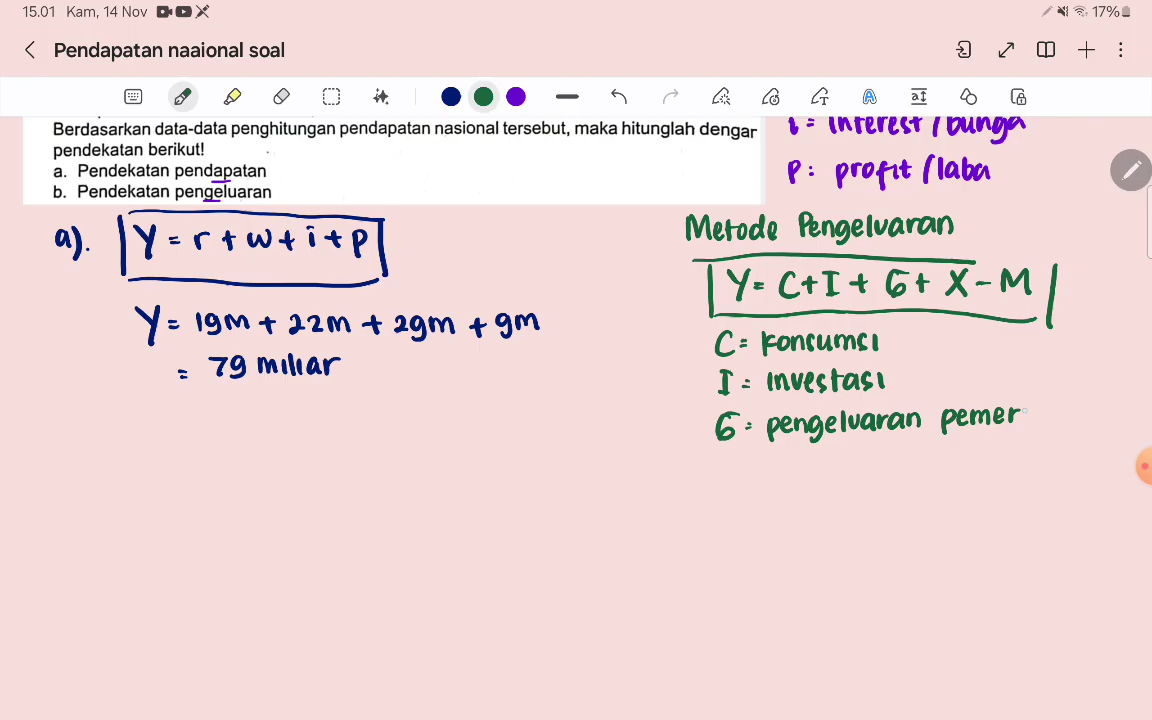 15.01 Kam, 14 Nov
17%
Pendapatan naaional soal
Berdasarkan data-data penghitungan pendapatan nasional tersebut, maka hitunglah dengar
pendekatan berikut!
a. Pendekatan pendapatan
b. Pendekatan pengeluaran
i = interest / bunga
p : profit / laba
a). Y = r + w + i + p
Y = 19M + 22M + 29M + 9M
= 79 miliar
Metode Pengeluaran
Y = C + I + G + X - M
C = konsumsi
I = investasi
G = pengeluaran pemer